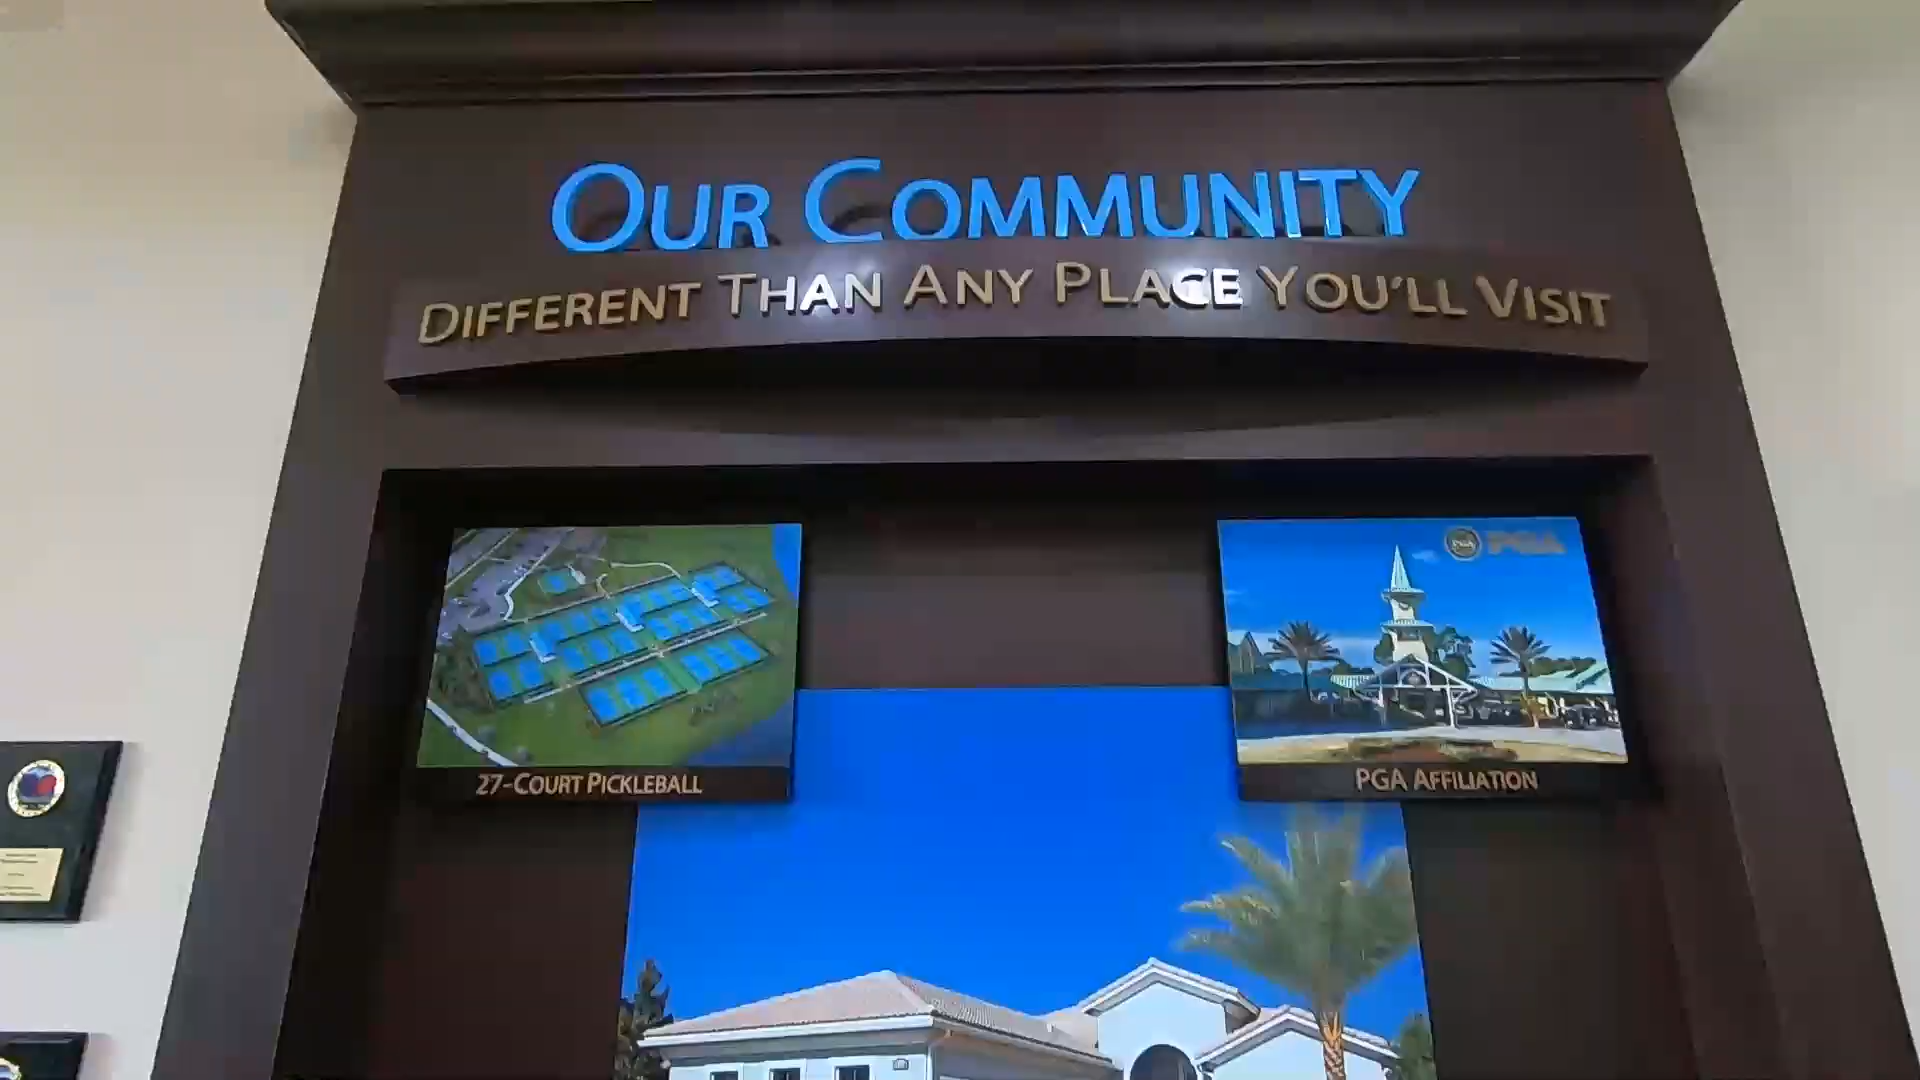 OUR COMMUNITY
DIFFERENT THAN ANY PLACE YOU'LL VISIT
PGA
27-COURT PICKLEBALL
PGA AFFILIATION